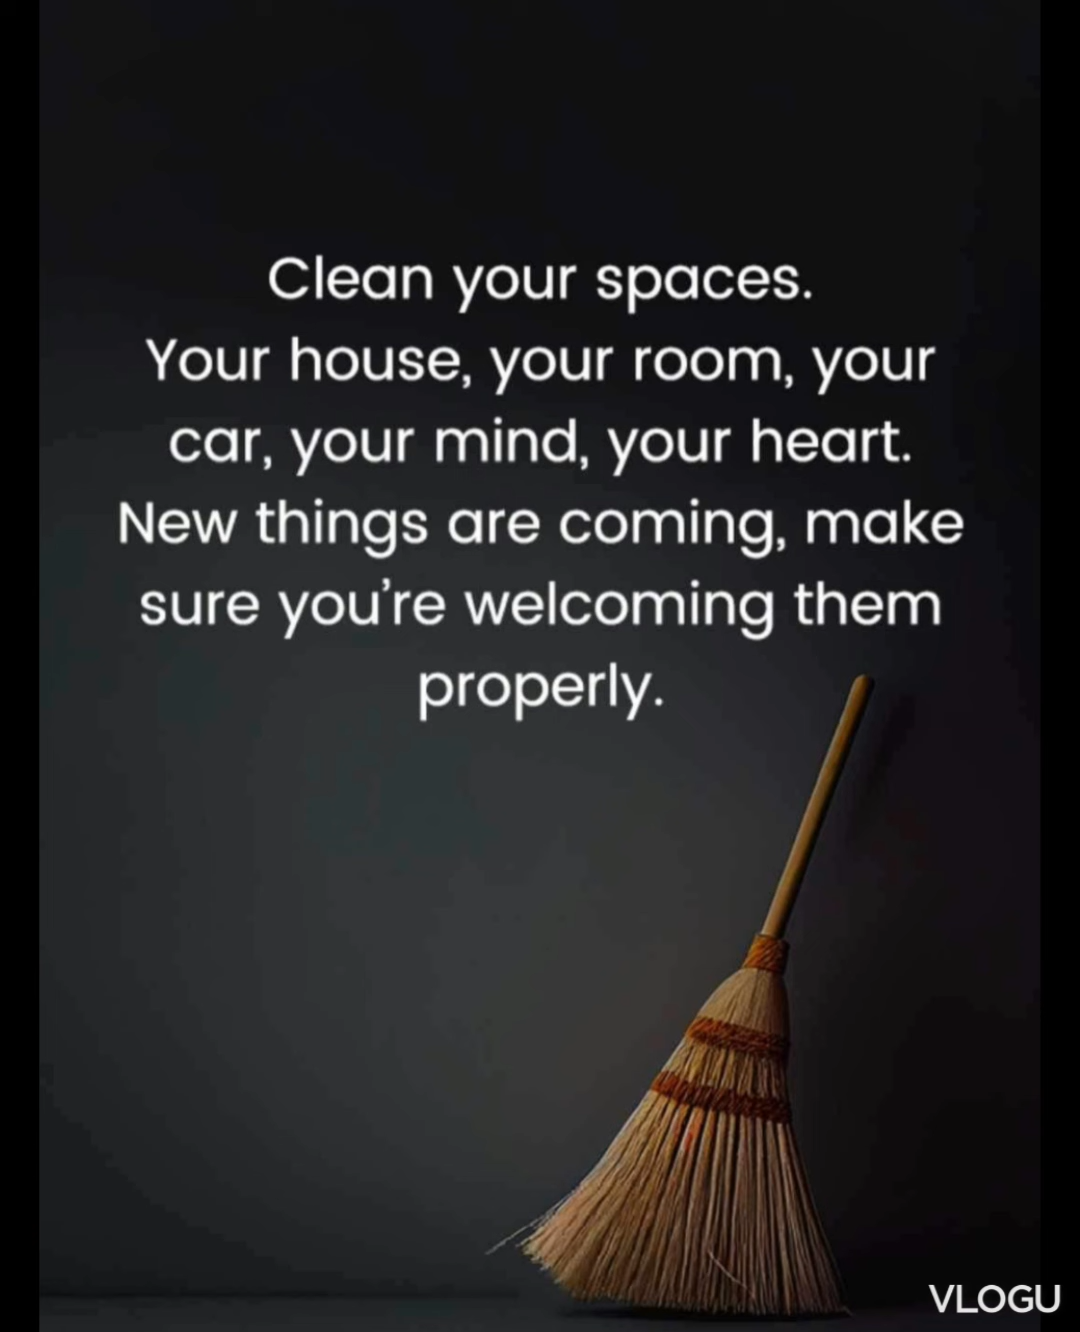 Clean your spaces.
Your house, your room, your
car, your mind, your heart.
New things are coming, make
sure you’re welcoming them
properly.
VLOGU